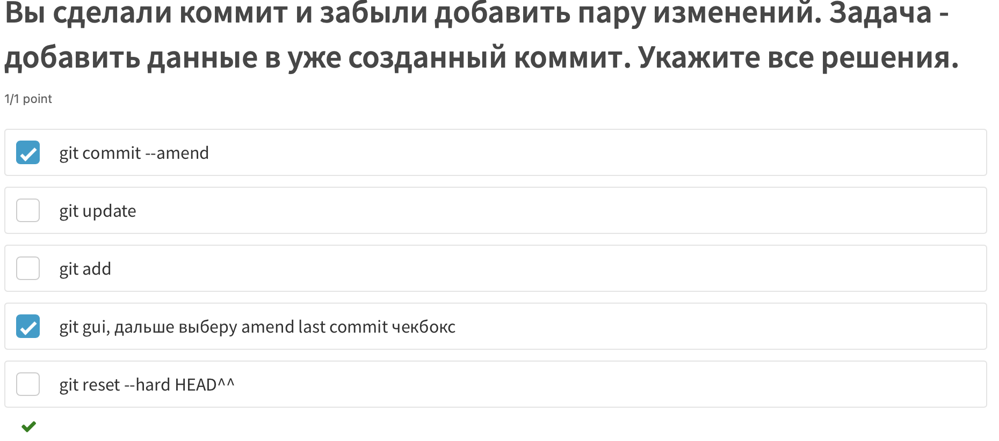 Вы сделали коммит и забыли добавить пару изменений. Задача -
добавить данные в уже созданный коммит. Укажите все решения.
1/1 point
git commit --amend
git update
git add
git gui, дальше выберу amend last commit чекбокс
git reset --hard HEAD^^